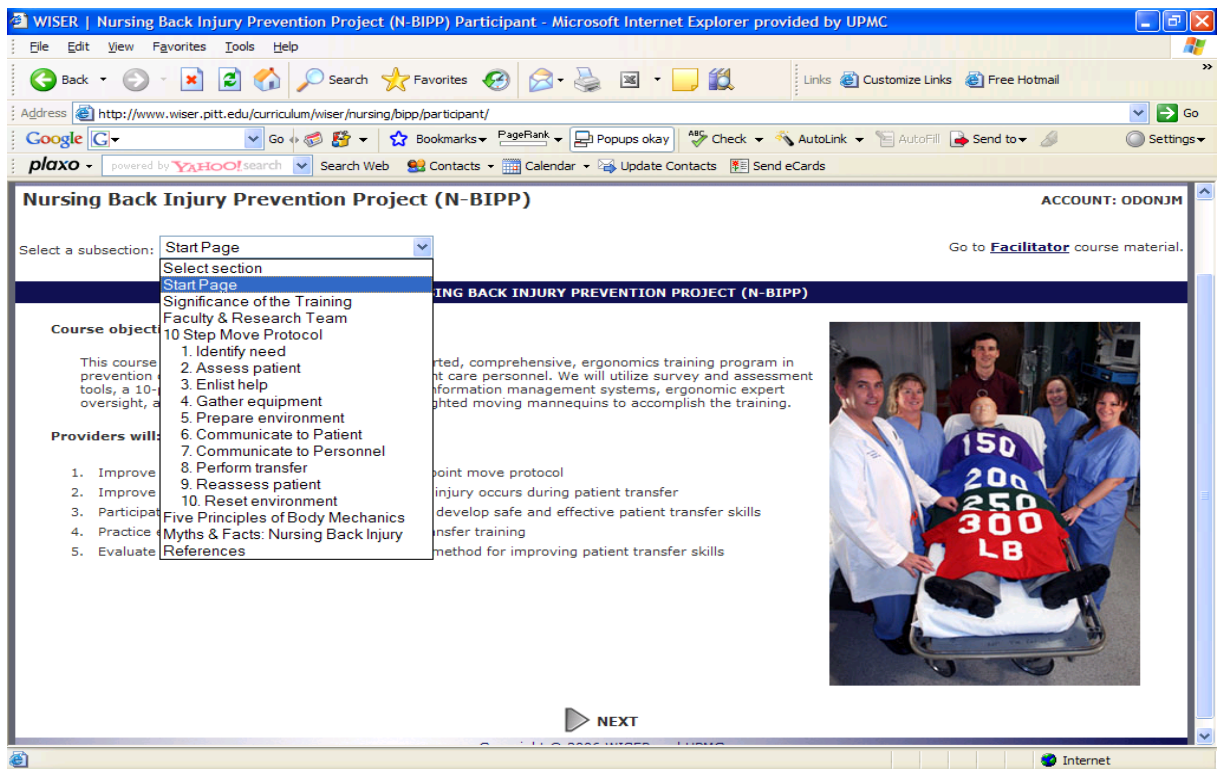 WISER | Nursing Back Injury Prevention Project (N-BIPP) Participant - Microsoft Internet Explorer provided by UPMC
File Edit View Favorites Tools Help
Back Search Favorites Links Customize Links Free Hotmail
Address http://www.wiser.pitt.edu/curriculum/wiser/nursing/bipp/participant/ Go
Google G Go Bookmarks PageRank Popups okay ABC Check AutoLink AutoFill Send to Settings
plaxo powered by YAHOO! search Search Web Contacts Calendar Update Contacts Send eCards
Nursing Back Injury Prevention Project (N-BIPP) ACCOUNT: ODONJM
Select a subsection: Start Page Go to Facilitator course material.
Select section
Start Page
ING BACK INJURY PREVENTION PROJECT (N-BIPP)
Significance of the Training
Faculty & Research Team
Course objecti
10 Step Move Protocol
1. Identify need
This course rted, comprehensive, ergonomics training program in
2. Assess patient
prevention t care personnel. We will utilize survey and assessment
3. Enlist help
tools, a 10- nformation management systems, ergonomic expert
4. Gather equipment
oversight, a ghted moving mannequins to accomplish the training.
5. Prepare environment
6. Communicate to Patient
Providers will:
7. Communicate to Personnel
8. Perform transfer
1. Improve oint move protocol
9. Reassess patient
2. Improve injury occurs during patient transfer
10. Reset environment
3. Participat develop safe and effective patient transfer skills
Five Principles of Body Mechanics
4. Practice nsfer training
Myths & Facts: Nursing Back Injury
5. Evaluate method for improving patient transfer skills
References
150
200
250
300
LB
NEXT
Internet